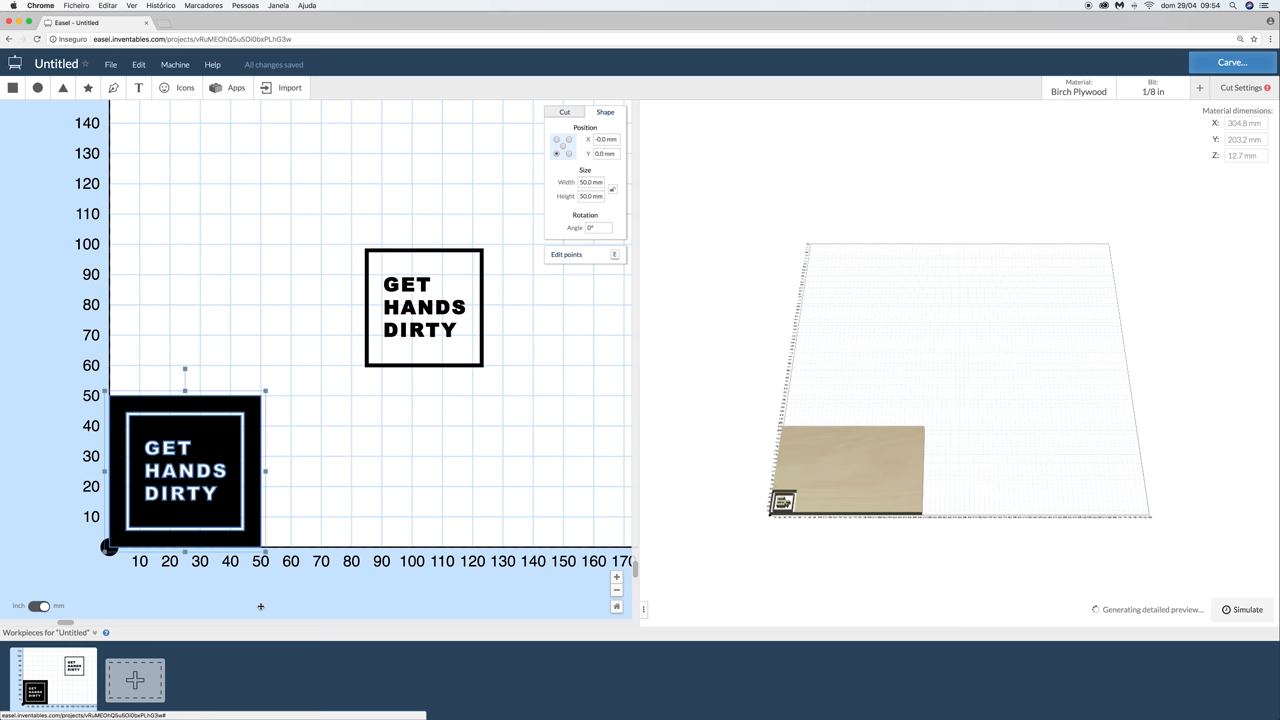 Chrome Ficheiro Editar Ver Histórico Marcadores Pessoas Janela Ajuda dom 29/04 09:54
Easel - Untitled ×
Inseguro easel.inventables.com/projects/vRuMEOhQ5u5Oi0bxPLhG3w
Untitled File Edit Machine Help All changes saved Carve...
T Icons Apps Import Material: Birch Plywood Bit: 1/8 in + Cut Settings
Material dimensions:
X: 304.8 mm
Y: 203.2 mm
Z: 12.7 mm
Cut Shape
Position
X -0.0 mm
Y 0.0 mm
Size
Width 50.0 mm
Height 50.0 mm
Rotation
Angle 0°
Edit points E
140
130
120
110
100
90
80
70
60
50
40
30
20
10
GET
HANDS
DIRTY
GET
HANDS
DIRTY
10 20 30 40 50 60 70 80 90 100 110 120 130 140 150 160 170
inch mm
+
−
Generating detailed preview... Simulate
Workpieces for "Untitled" ?
GET
HANDS
DIRTY
GET
HANDS
DIRTY
easel.inventables.com/projects/vRuMEOhQ5u5Oi0bxPLhG3w#